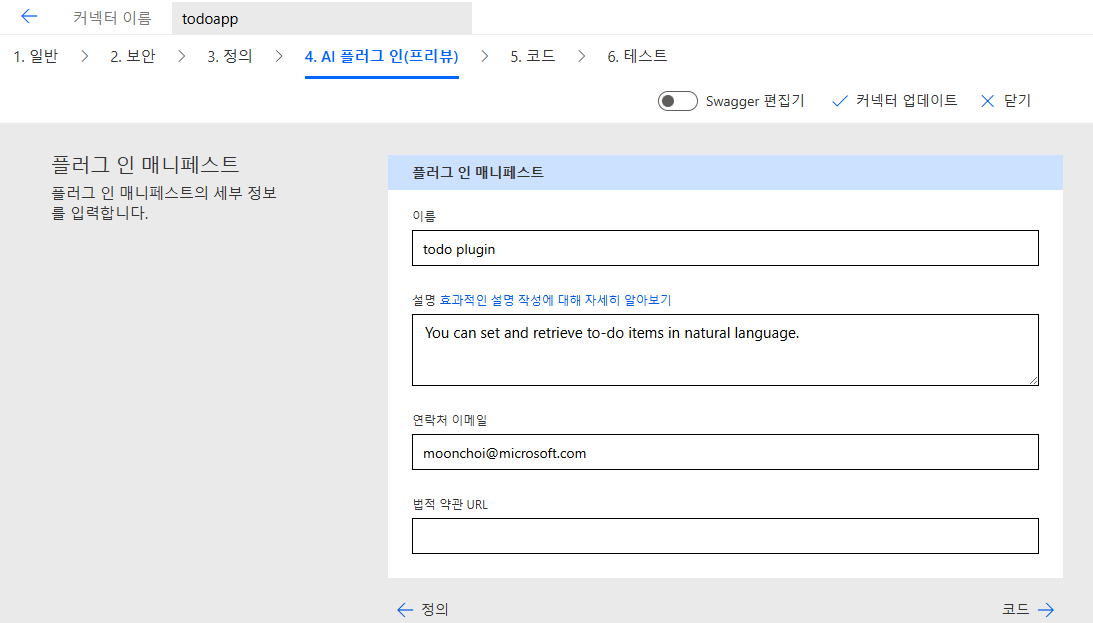 커넥터 이름 todoapp
1. 일반 2. 보안 3. 정의 4. AI 플러그 인(프리뷰) 5. 코드 6. 테스트
Swagger 편집기 커넥터 업데이트 닫기
플러그 인 매니페스트
플러그 인 매니페스트의 세부 정보
를 입력합니다.
플러그 인 매니페스트
이름
todo plugin
설명 효과적인 설명 작성에 대해 자세히 알아보기
You can set and retrieve to-do items in natural language.
연락처 이메일
moonchoi@microsoft.com
법적 약관 URL
정의 코드